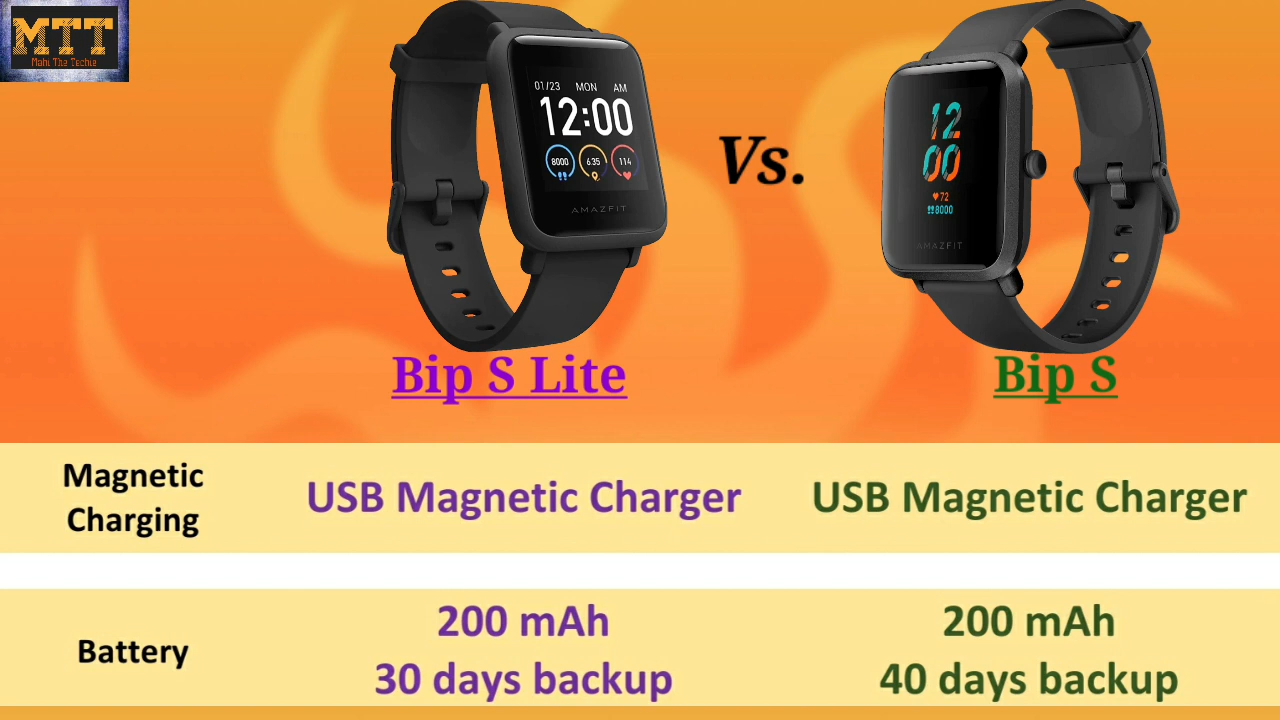 MTT
Mahi The Techie
01/23 MON AM
12:00
8000 6.35 114
AMAZFIT
Vs.
12
00
72
8000
AMAZFIT
Bip S Lite
Bip S
Magnetic
Charging
USB Magnetic Charger
USB Magnetic Charger
Battery
200 mAh
30 days backup
200 mAh
40 days backup